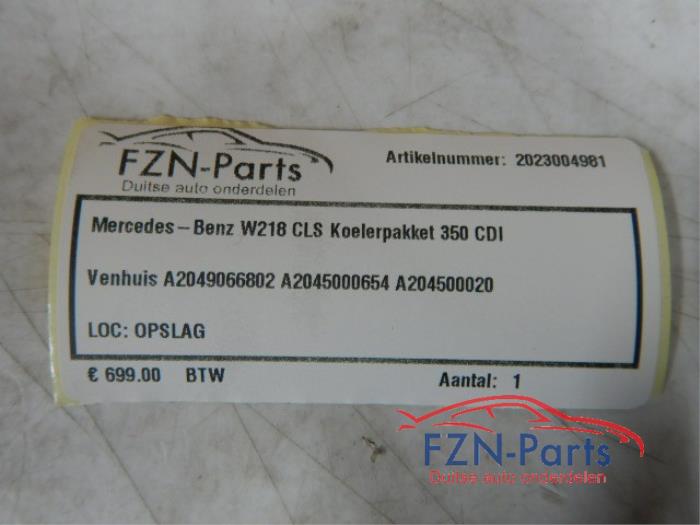 FZN-Parts
Duitse auto onderdelen
Artikelnummer: 2023004981
Mercedes-Benz W218 CLS Koelerpakket 350 CDI
Venhuis A2049066802 A2045000654 A204500020
LOC: OPSLAG
€ 699.00 BTW
Aantal: 1
FZN-Parts
Duitse auto onderdelen